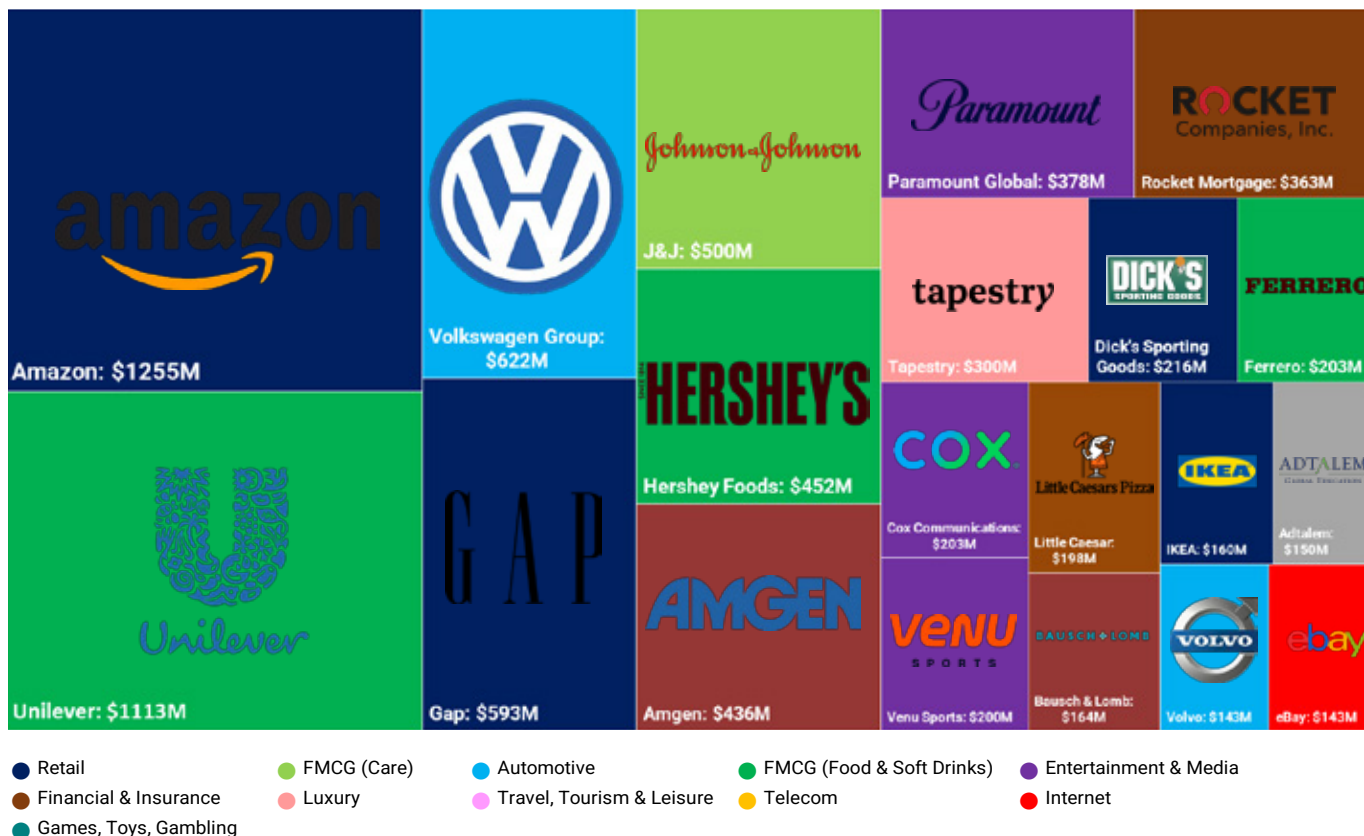 amazon
Amazon: $1255M
Unilever
Unilever: $1113M
Volkswagen Group:
$622M
GAP
Gap: $593M
Johnson & Johnson
J&J: $500M
HERSHEY'S
Hershey Foods: $452M
AMGEN
Amgen: $436M
Paramount
Paramount Global: $378M
ROCKET
Companies, Inc.
Rocket Mortgage: $363M
tapestry
Tapestry: $300M
DICK'S
SPORTING GOODS
Dick's Sporting
Goods: $216M
FERRERO
Ferrero: $203M
COX
Cox Communications:
$203M
Little Caesars Pizza
Little Caesar:
$198M
IKEA
IKEA: $160M
ADTALEM
Adtalem:
$150M
venu
SPORTS
Venu Sports: $200M
BAUSCH + LOMB
Bausch & Lomb:
$164M
VOLVO
Volvo: $143M
ebay
eBay: $143M
Retail
FMCG (Care)
Automotive
FMCG (Food & Soft Drinks)
Entertainment & Media
Financial & Insurance
Luxury
Travel, Tourism & Leisure
Telecom
Internet
Games, Toys, Gambling